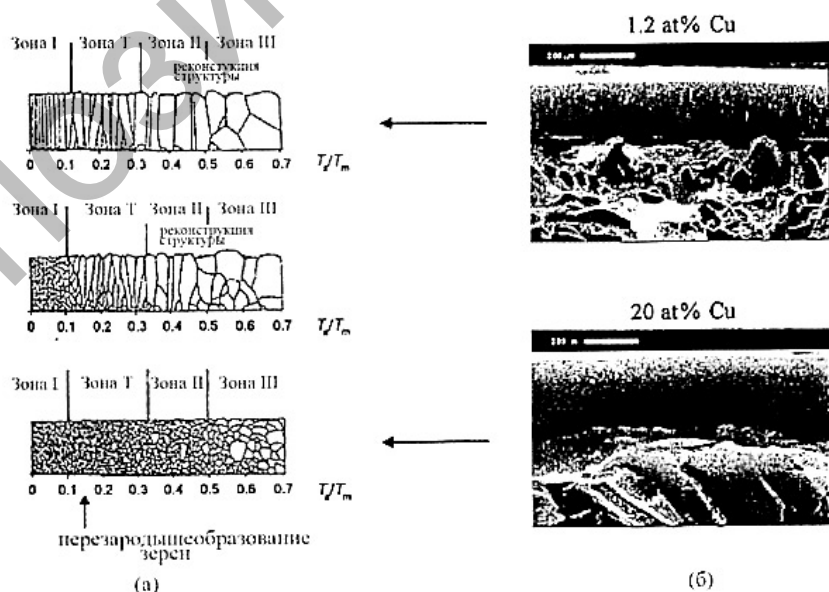 Зона I Зона T Зона II Зона III
реконстукция
структуры
0 0.1 0.2 0.3 0.4 0.5 0.6 0.7 Ts/Tm
Зона I Зона T Зона II Зона III
реконструкция
структуры
0 0.1 0.2 0.3 0.4 0.5 0.6 0.7 Ts/Tm
Зона I Зона T Зона II Зона III
0 0.1 0.2 0.3 0.4 0.5 0.6 0.7 Ts/Tm
перезародышеобразование
зерен
(а)
1.2 at% Cu
20 at% Cu
(б)